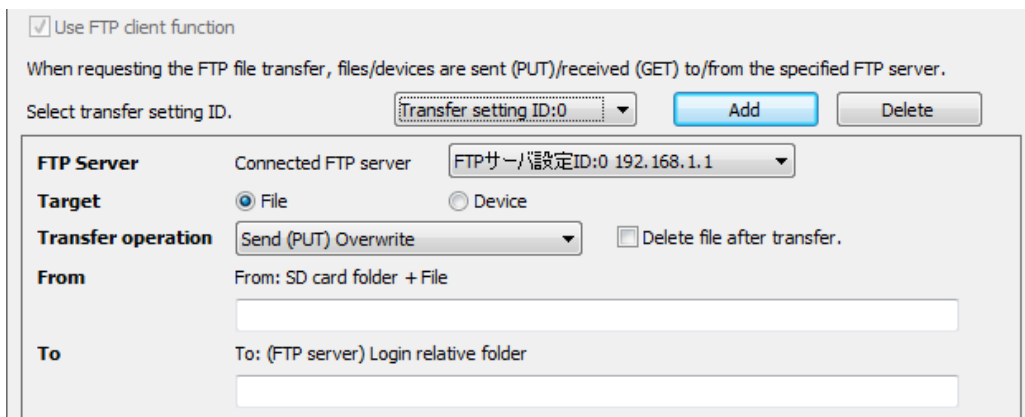 Use FTP client function
When requesting the FTP file transfer, files/devices are sent (PUT)/received (GET) to/from the specified FTP server.
Select transfer setting ID. Transfer setting ID:0 Add Delete
FTP Server Connected FTP server FTPサーバ設定ID:0 192.168.1.1
Target File Device
Transfer operation Send (PUT) Overwrite Delete file after transfer.
From From: SD card folder + File
To To: (FTP server) Login relative folder